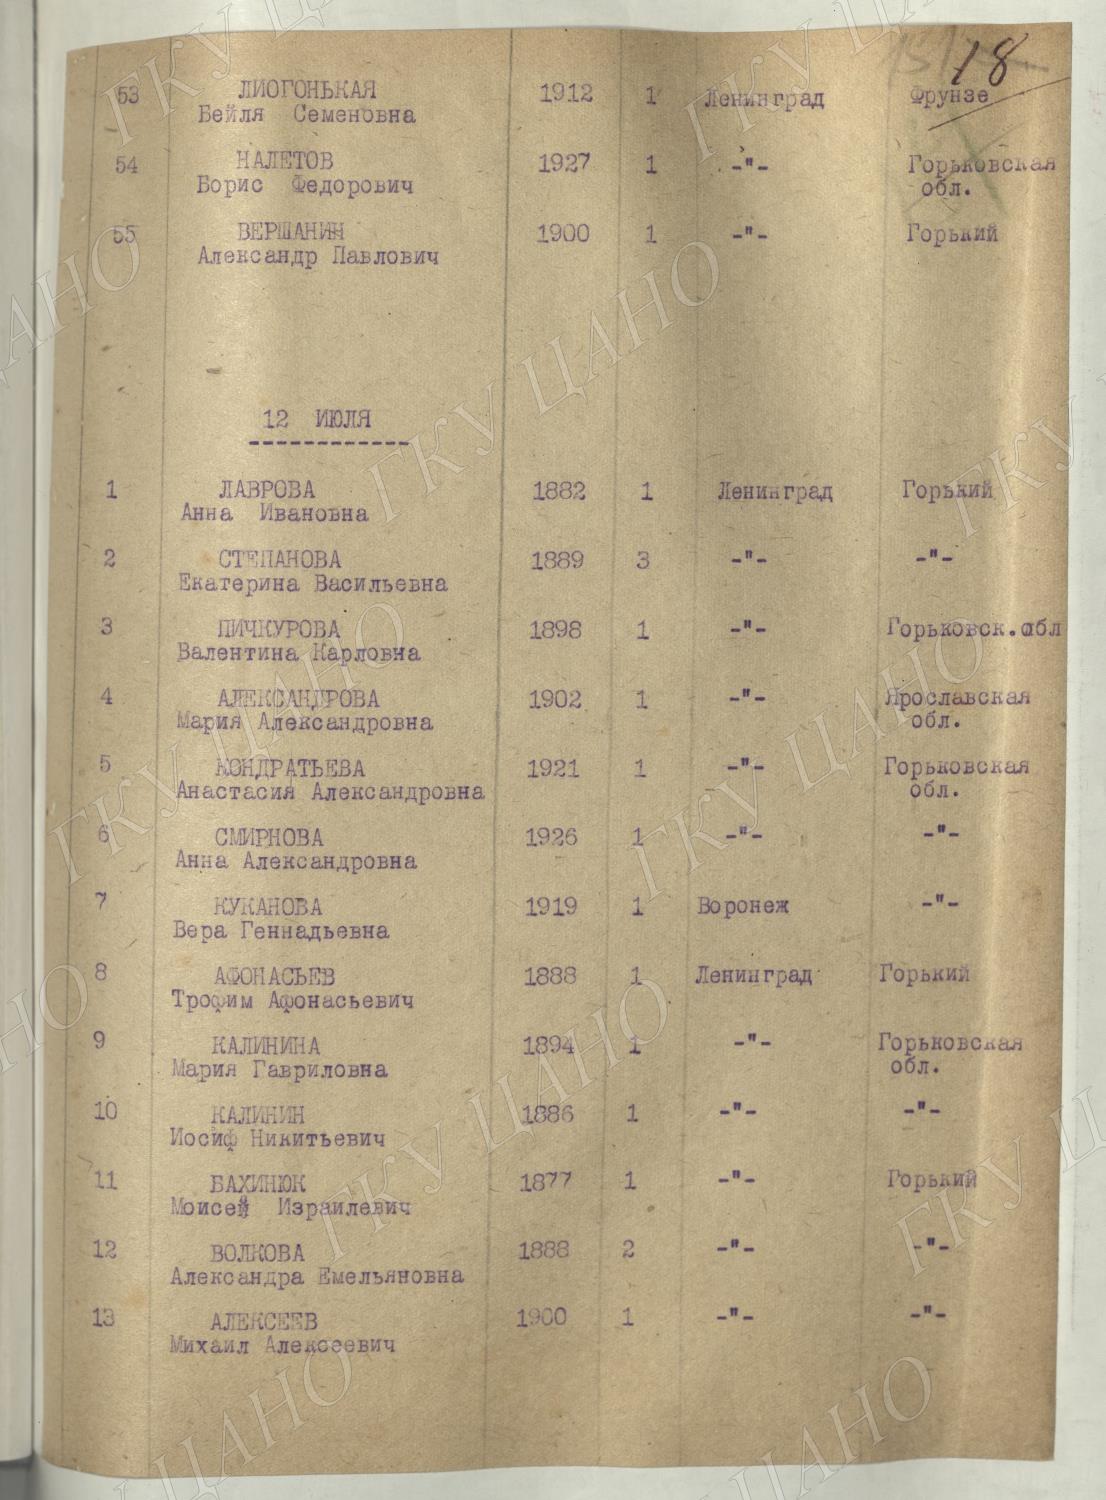 18
53 ЛИОГОНЬКАЯ 1912 1 Ленинград Фрунзе
Бейля Семеновна
54 НАЛЕТОВ 1927 1 -"- Горьковская
Борис Федорович обл.
55 ВЕРШАНИН 1900 1 -"- Горький
Александр Павлович
12 ИЮЛЯ
------------
1 ЛАВРОВА 1882 1 Ленинград Горький
Анна Ивановна
2 СТЕПАНОВА 1889 3 -"- -"-
Екатерина Васильевна
3 ПИЧКУРОВА 1898 1 -"- Горьковск.обл
Валентина Карловна
4 АЛЕКСАНДРОВА 1902 1 -"- Ярославская
Мария Александровна обл.
5 КОНДРАТЬЕВА 1921 1 -"- Горьковская
Анастасия Александровна обл.
6 СМИРНОВА 1926 1 -"- -"-
Анна Александровна
7 КУКАНОВА 1919 1 Воронеж -"-
Вера Геннадьевна
8 АФОНАСЬЕВ 1888 1 Ленинград Горький
Трофим Афонасьевич
9 КАЛИНИНА 1894 1 -"- Горьковская
Мария Гавриловна обл.
10 КАЛИНИН 1886 1 -"- -"-
Иосиф Никитьевич
11 БАХИНЮК 1877 1 -"- Горький
Моисей Израилевич
12 ВОЛКОВА 1888 2 -"- -"-
Александра Емельяновна
13 АЛЕКСЕЕВ 1900 1 -"- -"-
Михаил Алексеевич
ГКУ ЦАНО